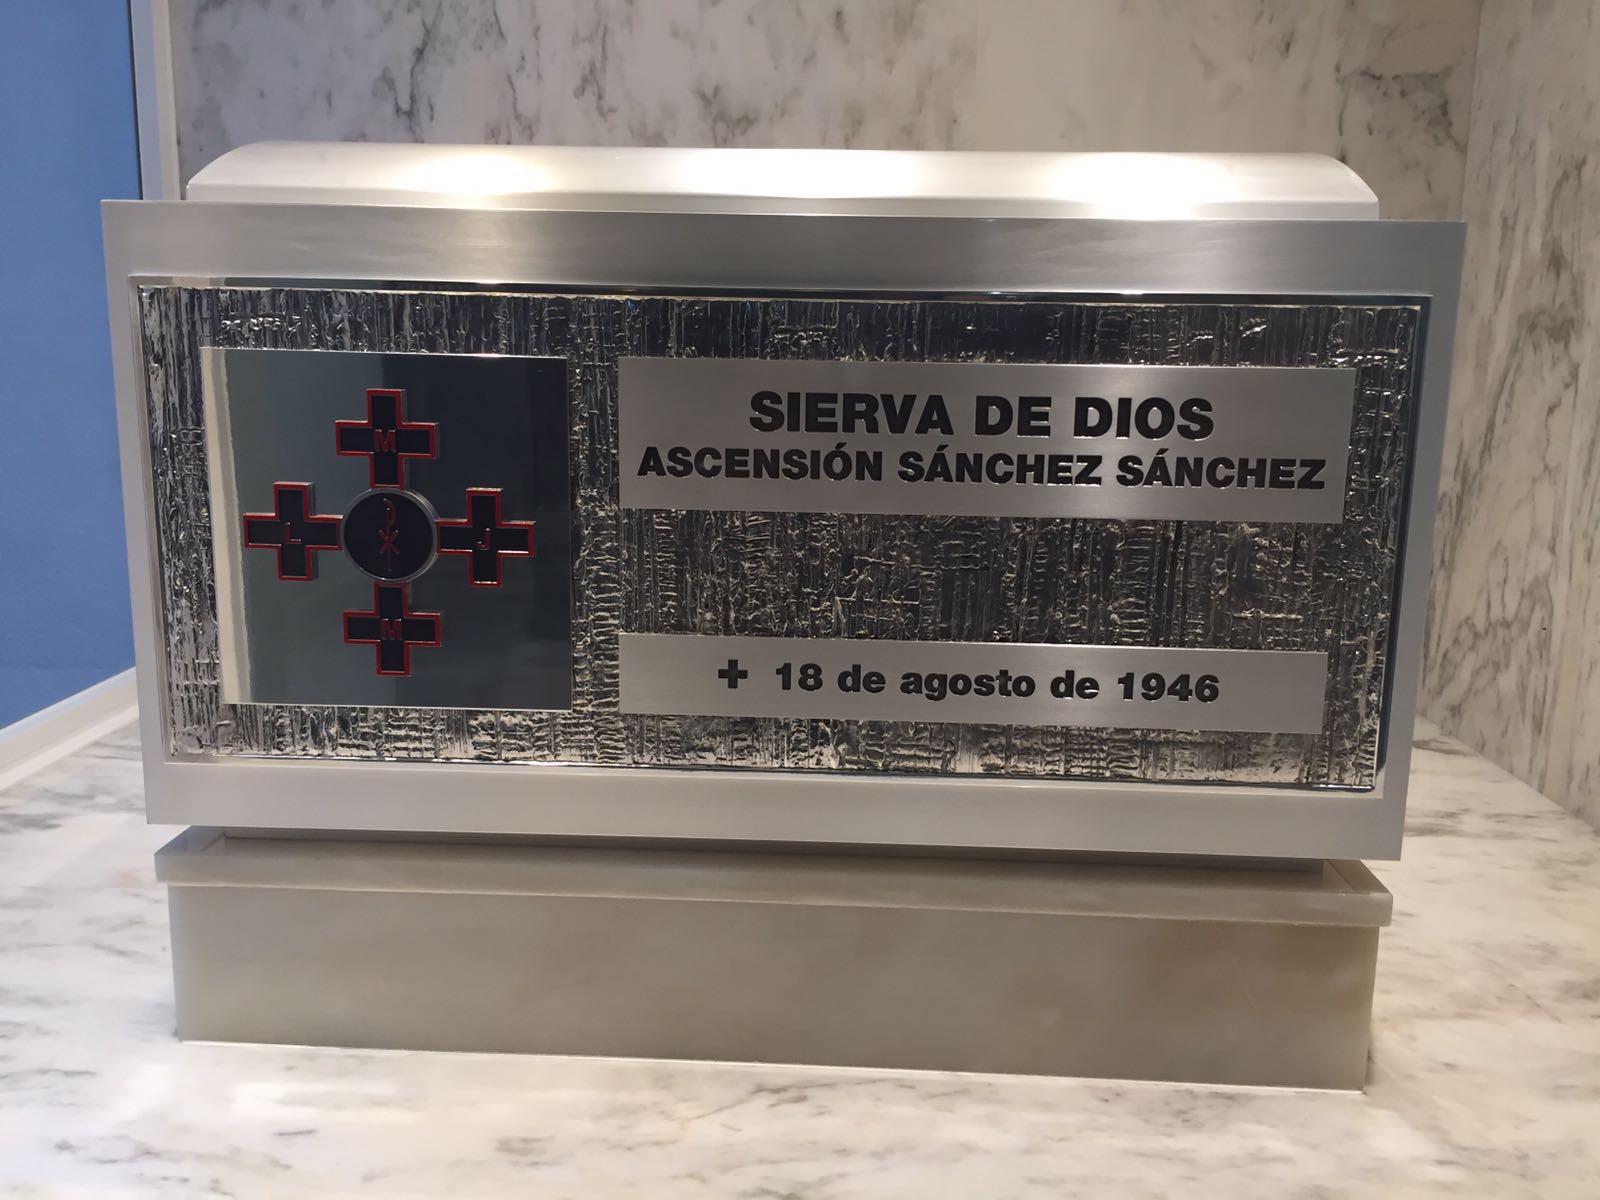 M
L
☧
J
M
SIERVA DE DIOS
ASCENSIÓN SÁNCHEZ SÁNCHEZ
✝ 18 de agosto de 1946